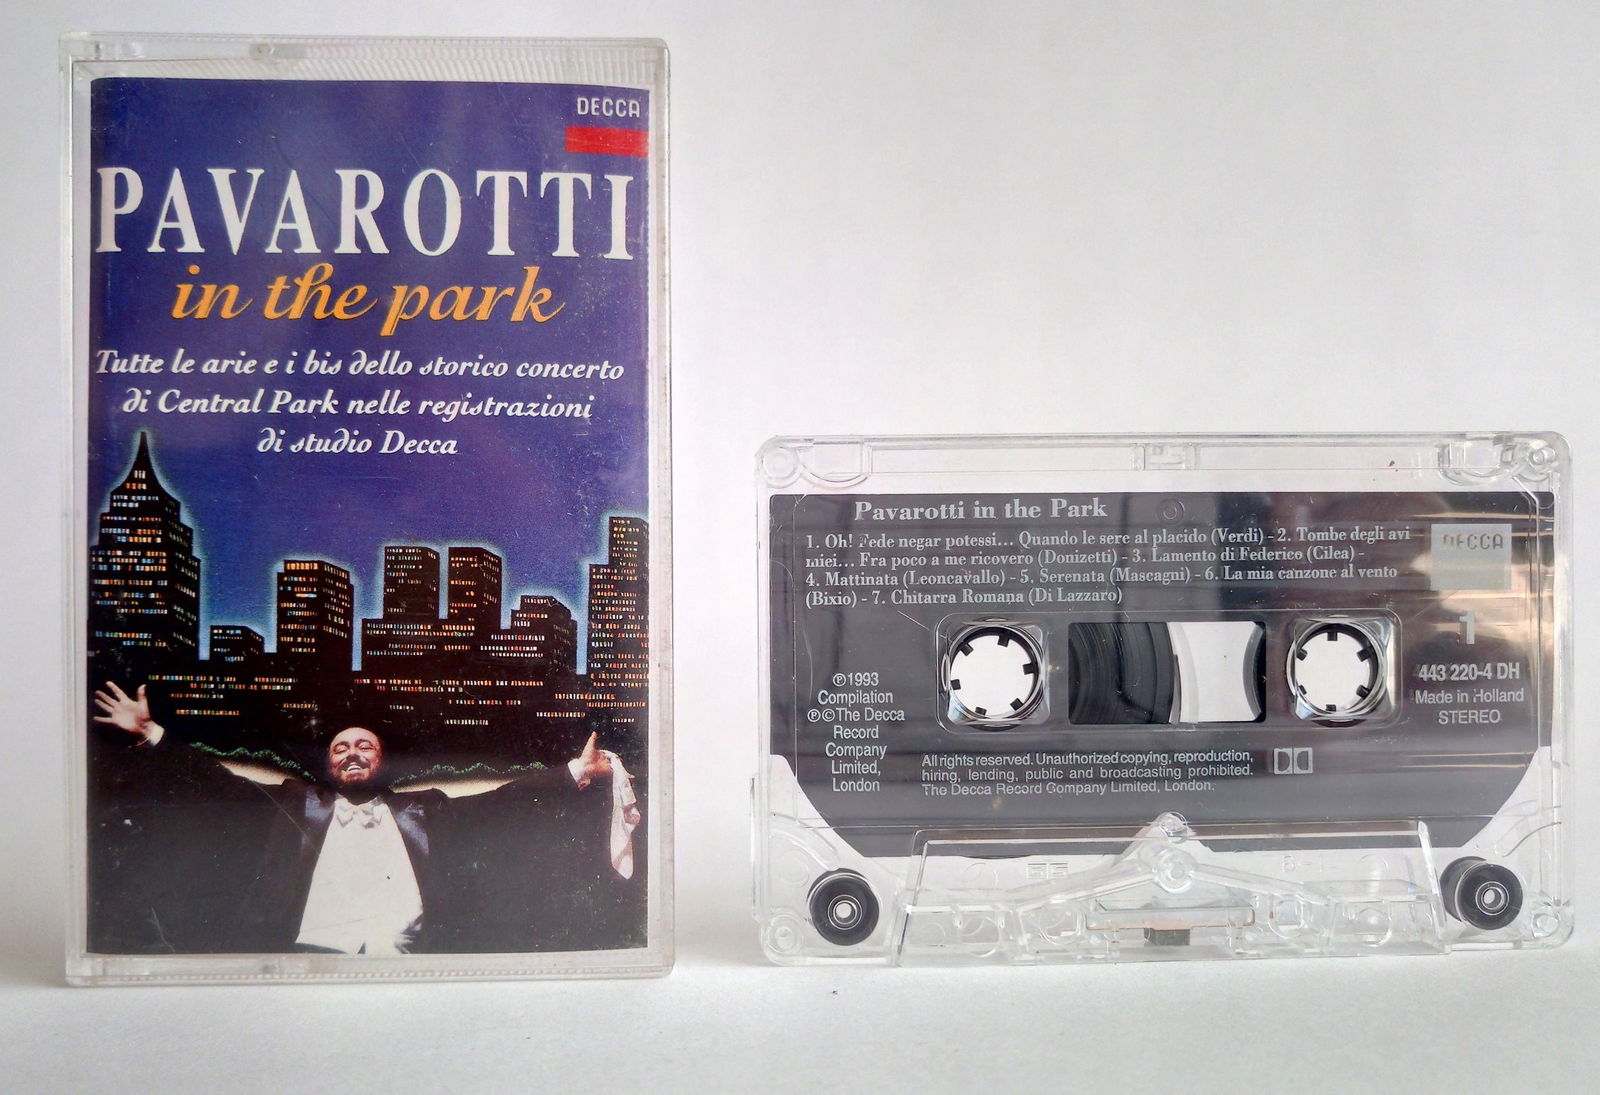 DECCA
PAVAROTTI
in the park
Tutte le arie e i bis dello storico concerto
di Central Park nelle registrazioni
di studio Decca
Pavarotti in the Park
1. Oh! Fede negar potessi... Quando le sere al placido (Verdi) - 2. Tombe degli avi
miei... Fra poco a me ricovero (Donizetti) - 3. Lamento di Federico (Cilea) -
4. Mattinata (Leoncavallo) - 5. Serenata (Mascagni) - 6. La mia canzone al vento
(Bixio) - 7. Chitarra Romana (Di Lazzaro)
DECCA
1
443 220-4 DH
Made in Holland
STEREO
℗1993
Compilation
℗©The Decca
Record
Company
Limited,
London
All rights reserved. Unauthorized copying, reproduction,
hiring, lending, public and broadcasting prohibited.
The Decca Record Company Limited, London.